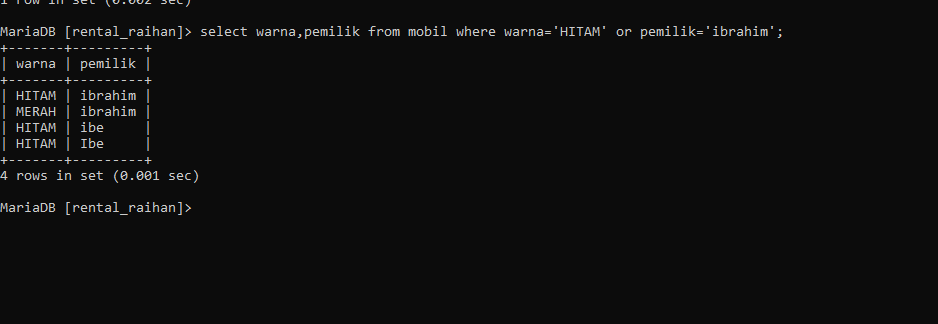 1 row in set (0.002 sec)
MariaDB [rental_raihan]> select warna,pemilik from mobil where warna='HITAM' or pemilik='ibrahim';
+-------+---------+
| warna | pemilik |
+-------+---------+
| HITAM | ibrahim |
| MERAH | ibrahim |
| HITAM | ibe     |
| HITAM | Ibe     |
+-------+---------+
4 rows in set (0.001 sec)
MariaDB [rental_raihan]>